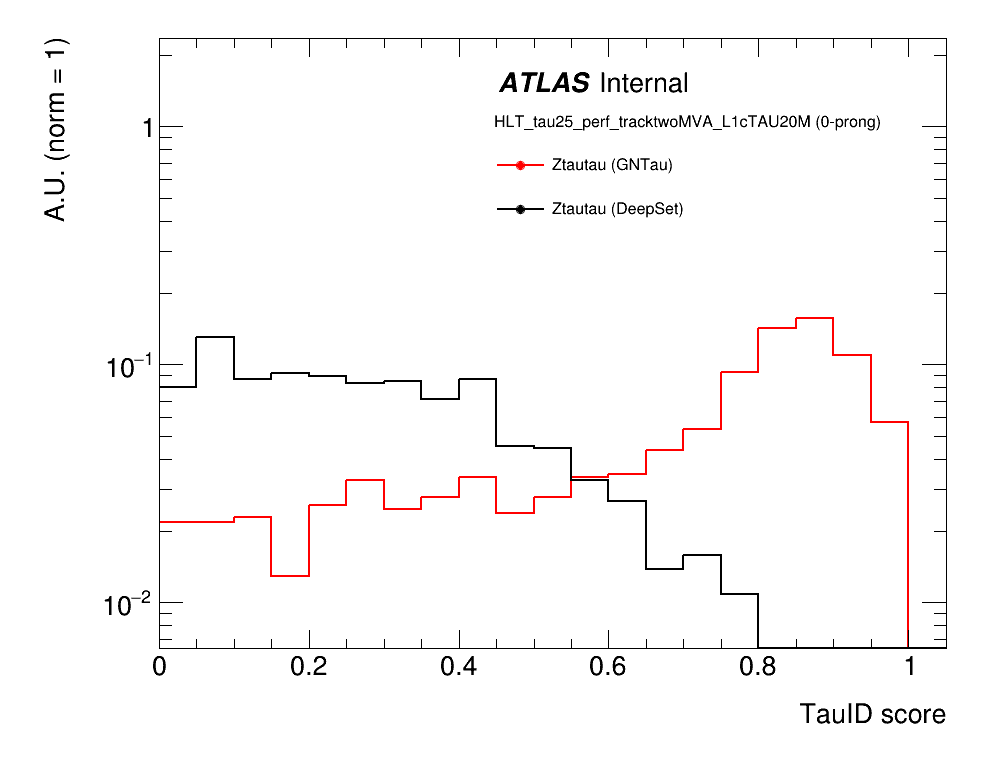 A.U. (norm = 1)
ATLAS Internal
HLT_tau25_perf_tracktwoMVA_L1cTAU20M (0-prong)
Ztautau (GNTau)
Ztautau (DeepSet)
1
10⁻¹
10⁻²
0 0.2 0.4 0.6 0.8 1
TauID score